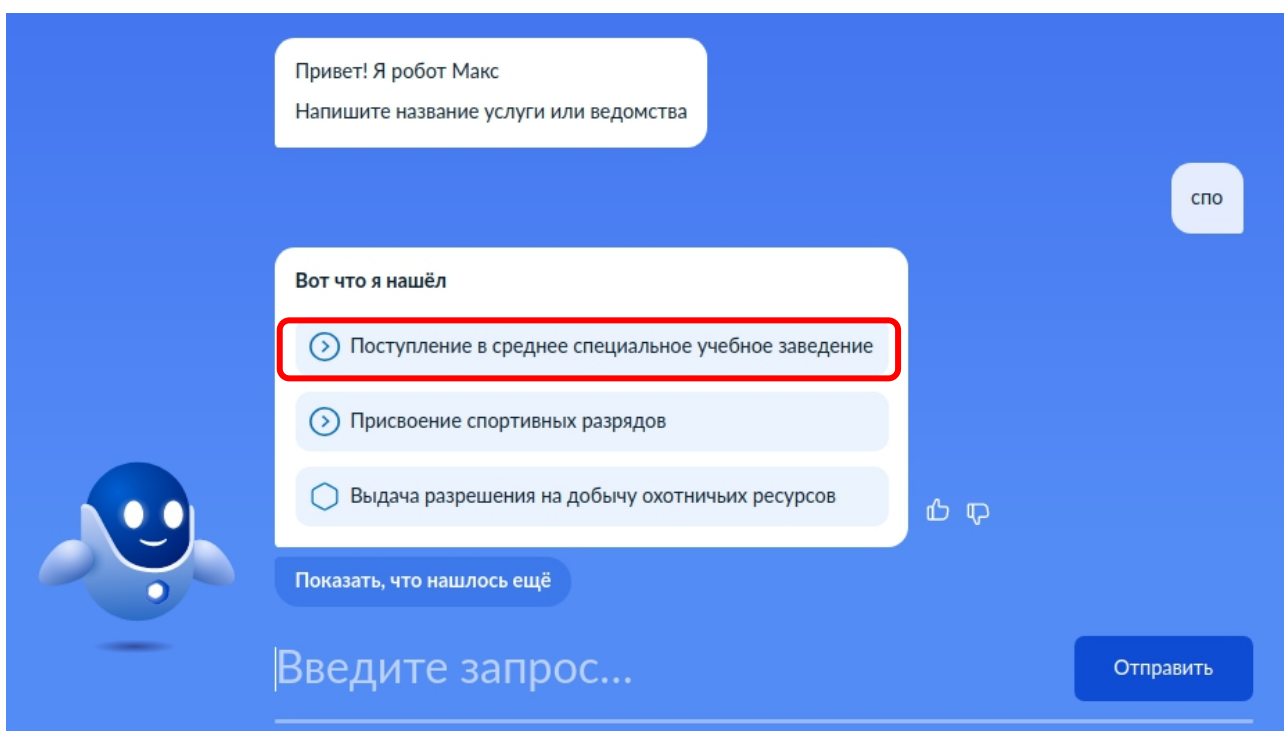 Привет! Я робот Макс
Напишите название услуги или ведомства
спо
Вот что я нашёл
Поступление в среднее специальное учебное заведение
Присвоение спортивных разрядов
Выдача разрешения на добычу охотничьих ресурсов
Показать, что нашлось ещё
Введите запрос...
Отправить